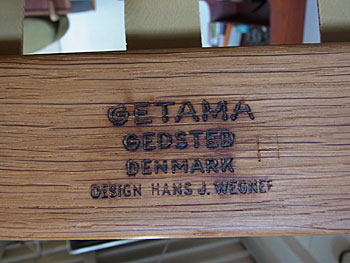 GETAMA
GEDSTED
DENMARK
DESIGN HANS J. WEGNER